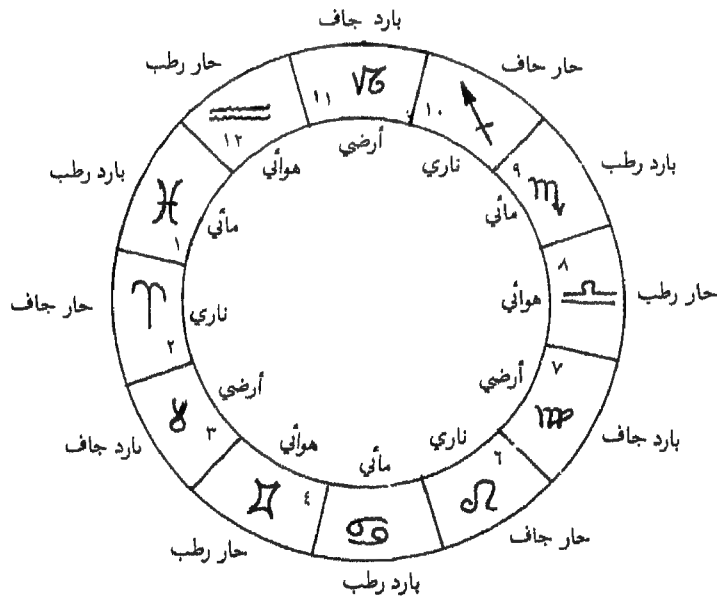 بارد جاف
حار حاف
حار رطب
١١
١٠
١٢
أرضي
ناري
هوائي
بارد رطب
٩
بارد رطب
مائي
مائي
١
٨
حار رطب
هوائي
ناري
حار جاف
٢
٧
أرضي
أرضي
بارد جاف
ناري
هوائي
٣
بارد جاف
مائي
٦
٤
حار جاف
حار رطب
بارد رطب